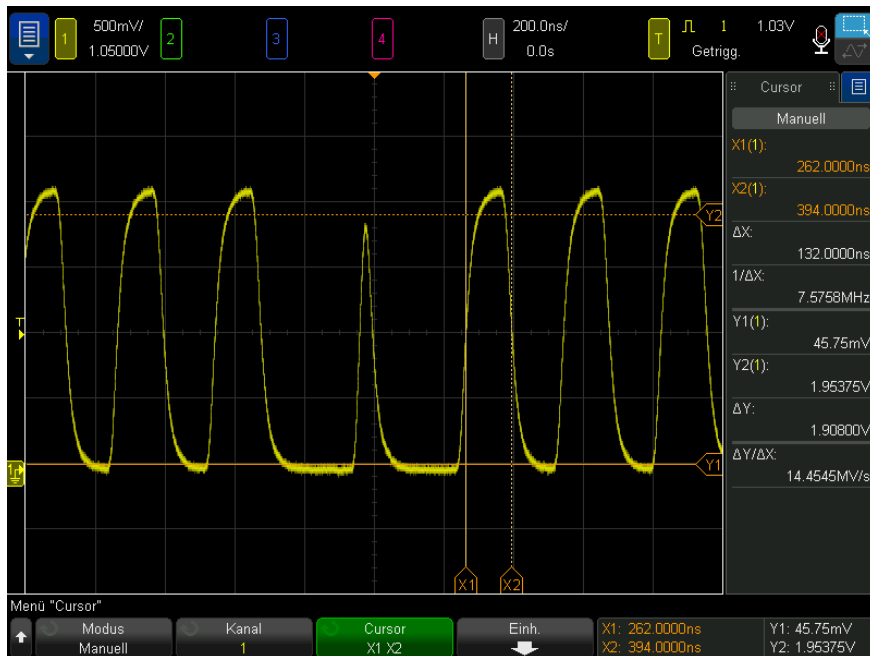 1 500mV/ 2 3 4 H 200.0ns/ T 1 1.03V
1.05000V 0.0s Getrigg.
Cursor
Manuell
X1(1):
262.0000ns
X2(1):
394.0000ns
ΔX:
132.0000ns
1/ΔX:
7.5758MHz
Y1(1):
45.75mV
Y2(1):
1.95375V
ΔY:
1.90800V
ΔY/ΔX:
14.4545MV/s
Y2
T
1
Y1
X1 X2
Menü "Cursor"
Modus Kanal Cursor Einh. X1: 262.0000ns Y1: 45.75mV
Manuell 1 X1 X2 X2: 394.0000ns Y2: 1.95375V